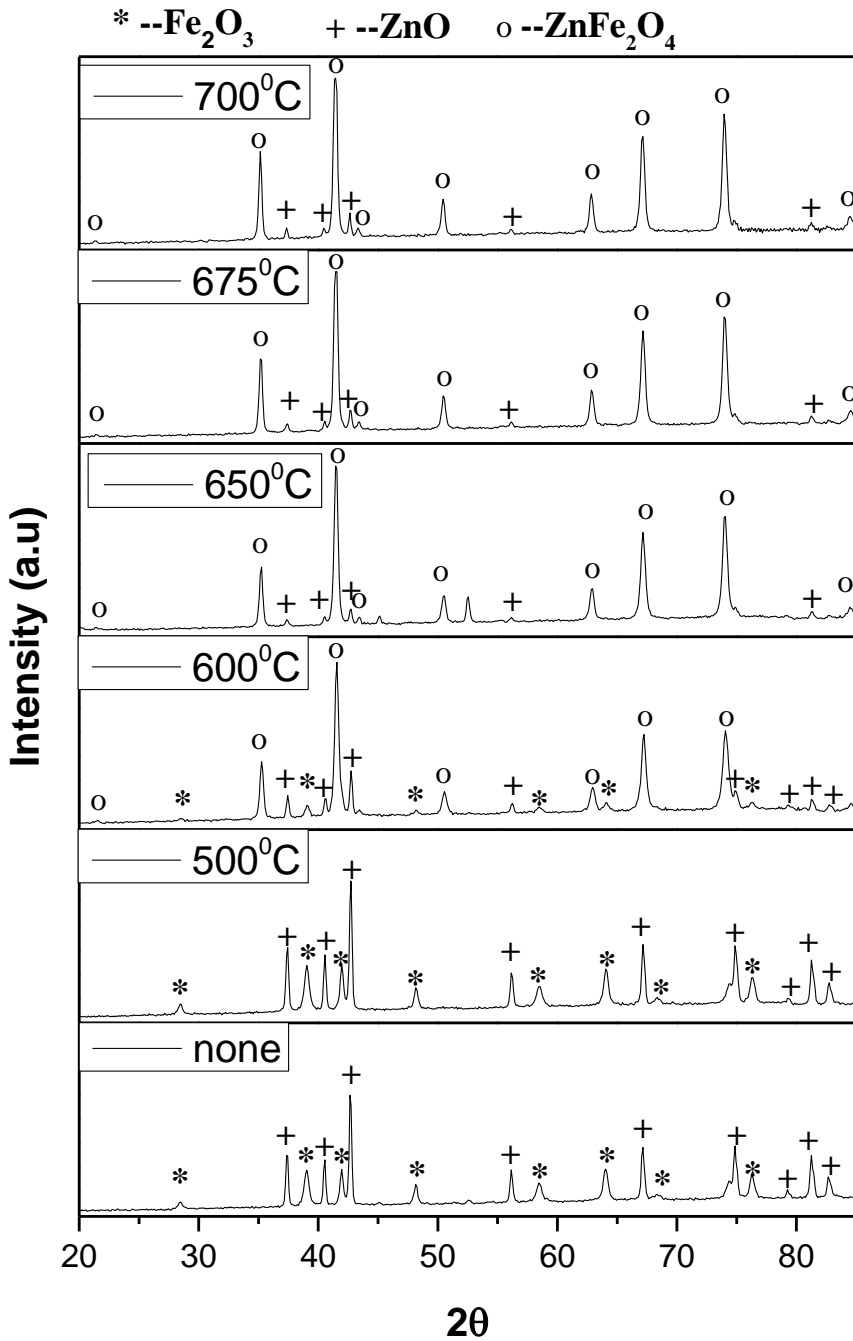 * --Fe₂O₃ + --ZnO o --ZnFe₂O₄
700⁰C
675⁰C
650⁰C
600⁰C
500⁰C
none
Intensity (a.u)
20 30 40 50 60 70 80
2θ